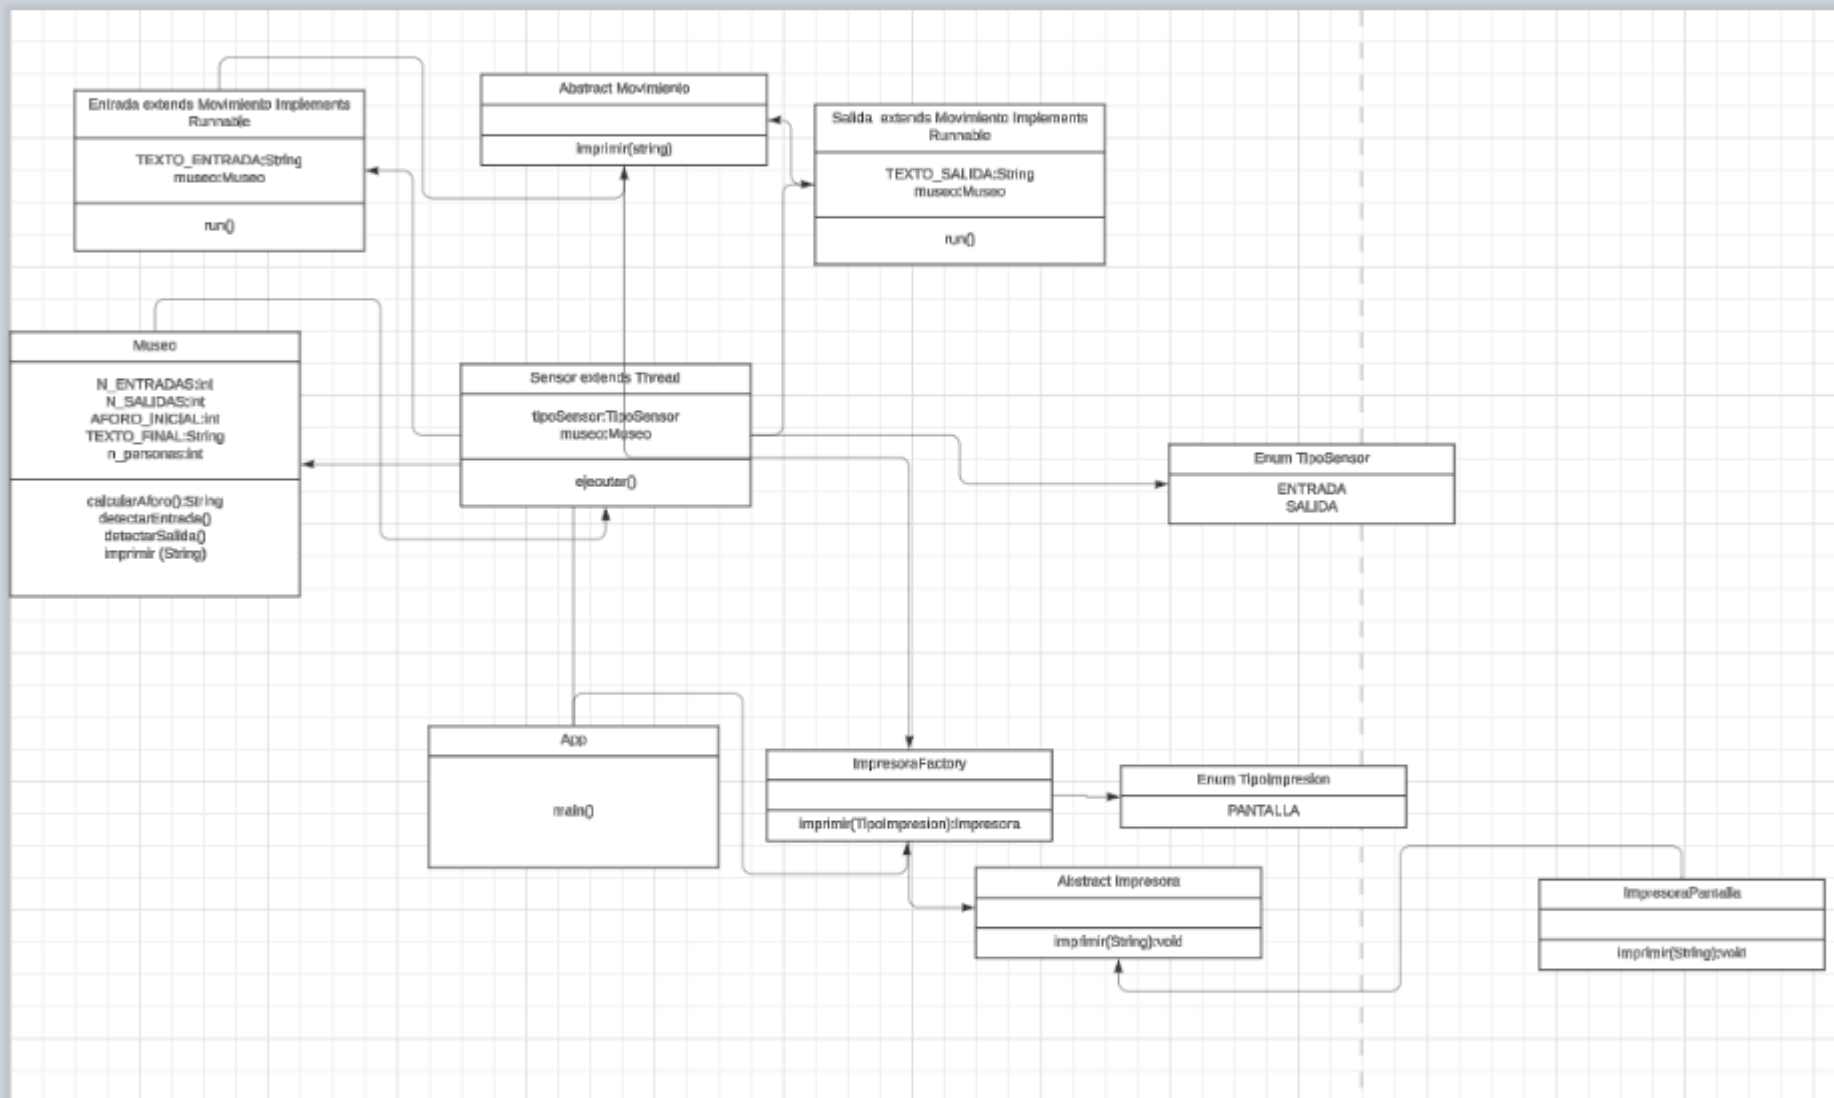 Entrada extends Movimiento Implements
Runnable
TEXTO_ENTRADA:String
museo:Museo
run()
Abstract Movimiento
imprimir(string)
Salida extends Movimiento Implements
Runnable
TEXTO_SALIDA:String
museo:Museo
run()
Museo
N_ENTRADAS:int
N_SALIDAS:int
AFORO_INICIAL:int
TEXTO_FINAL:String
n_personas:int
calcularAforo():String
detectarEntrada()
detectarSalida()
imprimir (String)
Sensor extends Thread
tipoSensor:TipoSensor
museo:Museo
ejecutar()
Enum TipoSensor
ENTRADA
SALIDA
App
main()
ImpresoraFactory
imprimir(TipoImpresion):Impresora
Enum TipoImpresion
PANTALLA
Abstract Impresora
imprimir(String):void
ImpresoraPantalla
imprimir(String):void